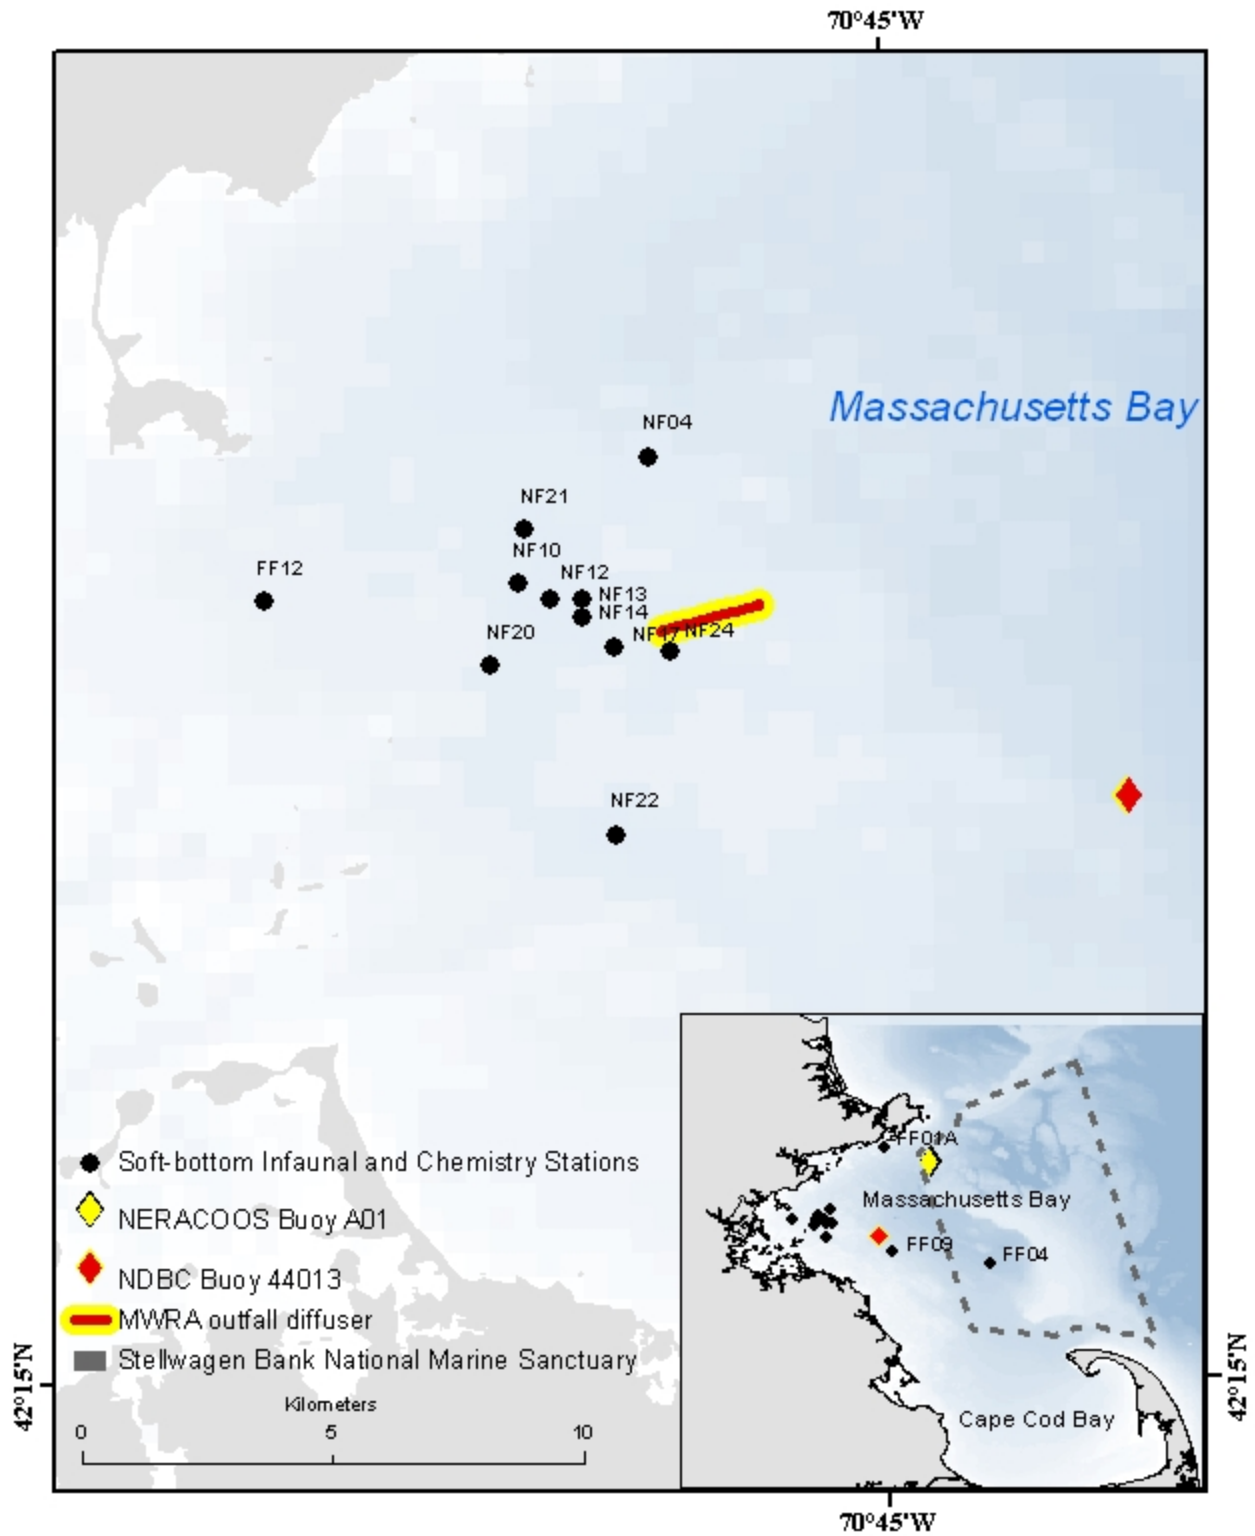 70°45'W
Massachusetts Bay
NF04
NF21
NF10
FF12
NF12
NF13
NF14
NF20
NF17
NF24
NF22
Soft-bottom Infaunal and Chemistry Stations
NERACOOS Buoy A01
NDBC Buoy 44013
MWRA outfall diffuser
Stellwagen Bank National Marine Sanctuary
Kilometers
0 5 10
42°15'N
FF01A
Massachusetts Bay
FF09
FF04
Cape Cod Bay
42°15'N
70°45'W